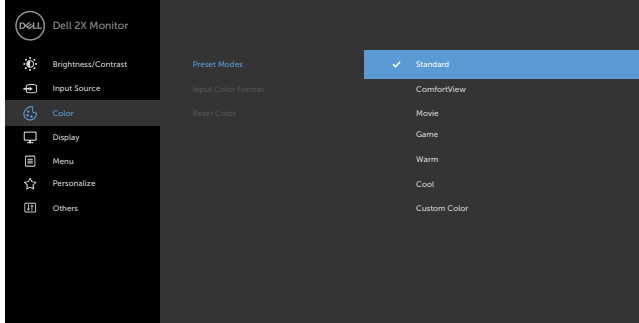 DELL Dell 2X Monitor
Brightness/Contrast
Input Source
Color
Display
Menu
Personalize
Others
Preset Modes
Input Color Format
Reset Color
Standard
ComfortView
Movie
Game
Warm
Cool
Custom Color